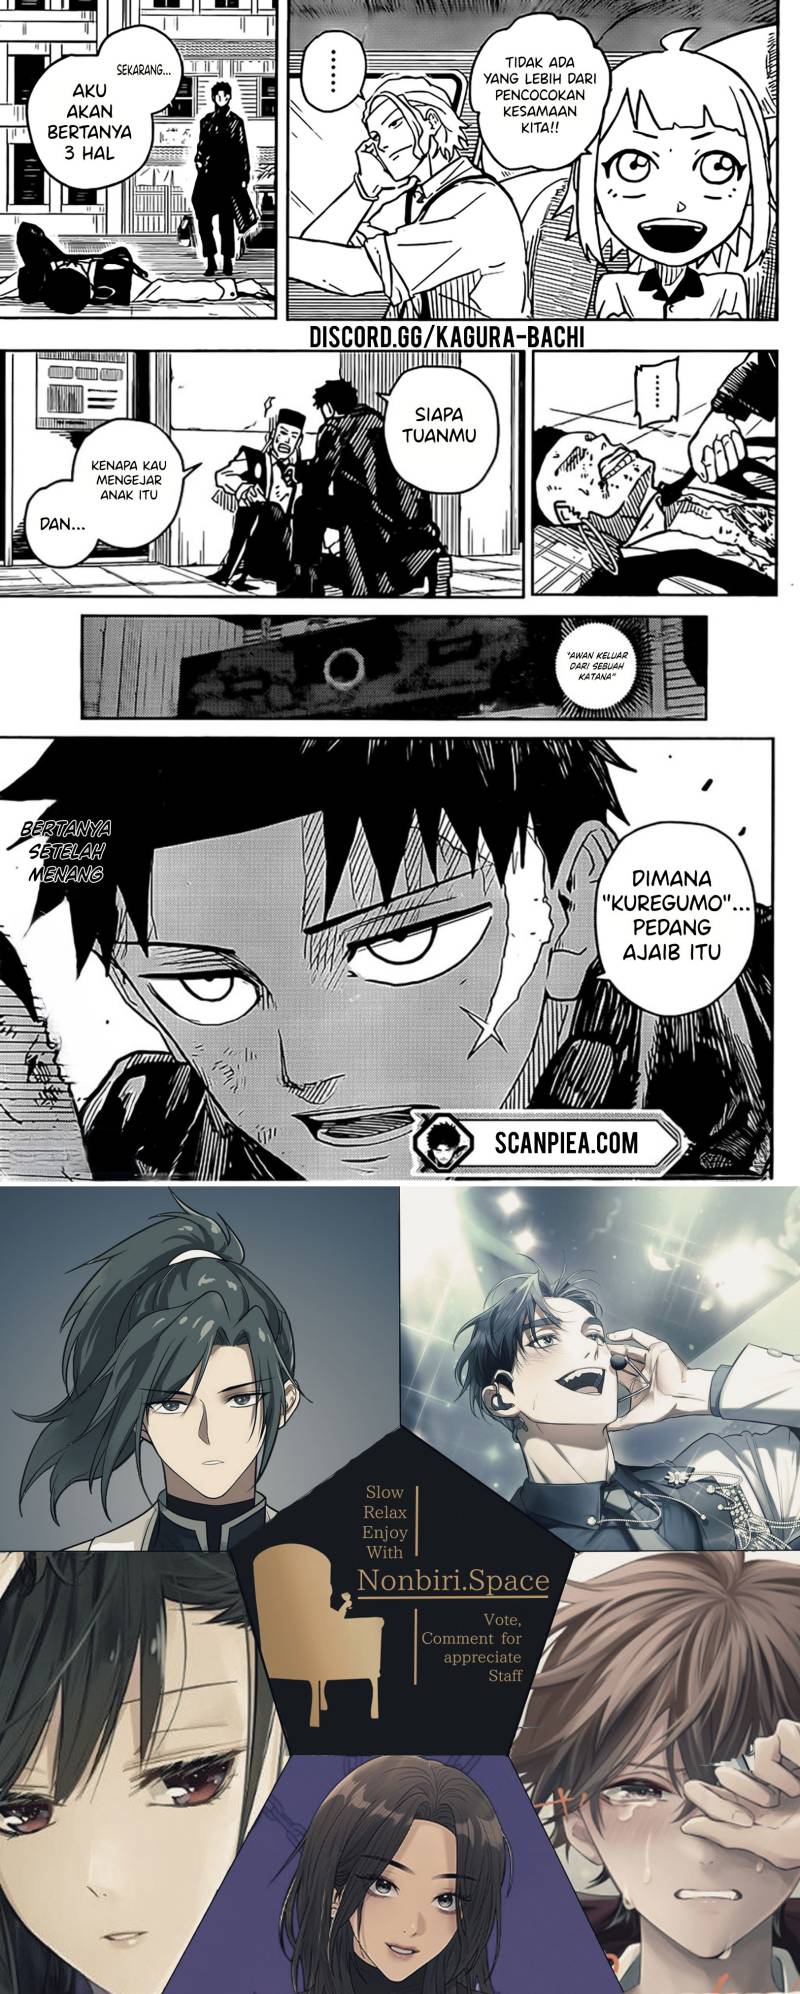 TIDAK ADA
YANG LEBIH DARI
PENCOCOKAN
KESAMAAN
KITA!!
......
SEKARANG...
AKU
AKAN
BERTANYA
3 HAL
DISCORD.GG/KAGURA-BACHI
......
SIAPA
TUANMU
KENAPA KAU
MENGEJAR
ANAK ITU
DAN...
"AWAN KELUAR
DARI SEBUAH
KATANA"
DIMANA
"KUREGUMO"...
PEDANG
AJAIB ITU
BERTANYA
SETELAH
MENANG
SCANPIEA.COM
Slow
Relax
Enjoy
With
Nonbiri.Space
Vote,
Comment for
appreciate
Staff